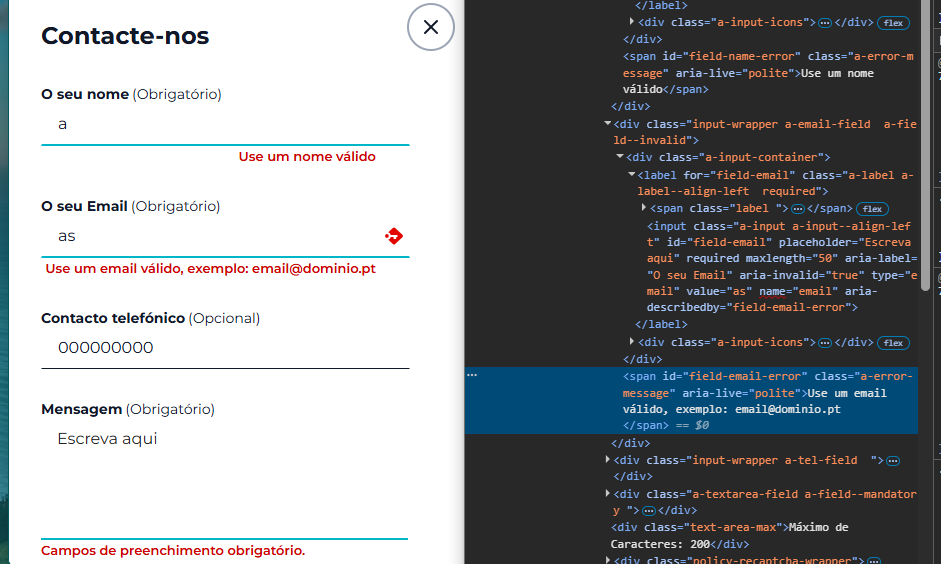 Contacte-nos
O seu nome (Obrigatório)
a
Use um nome válido
O seu Email (Obrigatório)
as
Use um email válido, exemplo: email@dominio.pt
Contacto telefónico (Opcional)
000000000
Mensagem (Obrigatório)
Escreva aqui
Campos de preenchimento obrigatório.
</label>
<div class="a-input-icons">⋯</div> flex
</div>
<span id="field-name-error" class="a-error-m
essage" aria-live="polite">Use um nome
válido</span>
</div>
<div class="input-wrapper a-email-field  a-fie
ld--invalid">
<div class="a-input-container">
<label for="field-email" class="a-label a-
label--align-left  required">
<span class="label ">⋯</span> flex
<input class="a-input a-input--align-lef
t" id="field-email" placeholder="Escreva
aqui" required maxlength="50" aria-label=
"O seu Email" aria-invalid="true" type="e
mail" value="as" name="email" aria-
describedby="field-email-error">
</label>
<div class="a-input-icons">⋯</div> flex
</div>
<span id="field-email-error" class="a-error-
message" aria-live="polite">Use um email
válido, exemplo: email@dominio.pt
</span> == $0
</div>
<div class="input-wrapper a-tel-field  ">⋯
</div>
<div class="a-textarea-field a-field--mandator
y ">⋯</div>
<div class="text-area-max">Máximo de
Caracteres: 200</div>
<div class="policy-recaptcha-wrapper">⋯